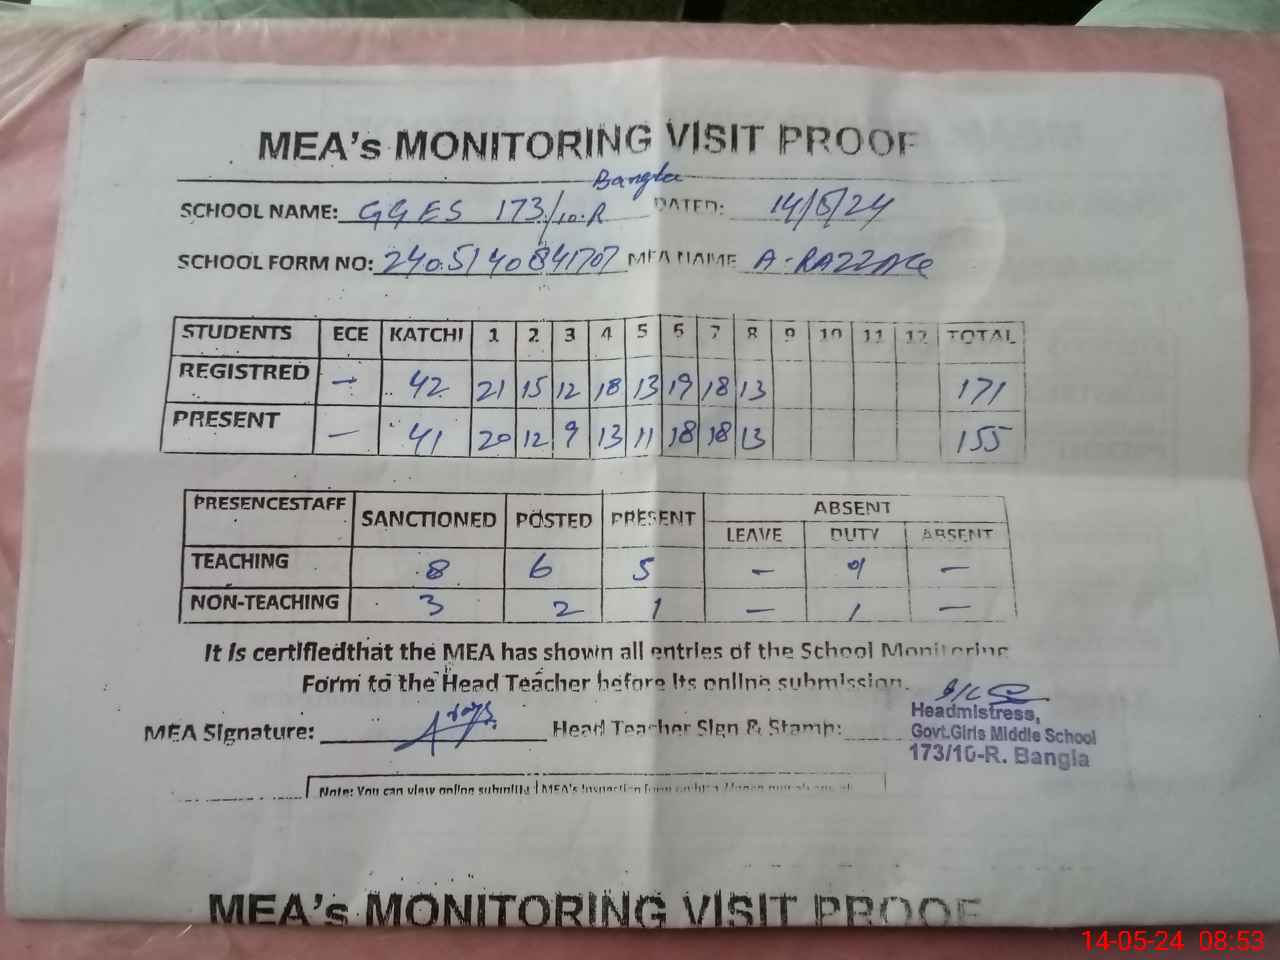 MEA's MONITORING VISIT PROOF
Bangla
SCHOOL NAME: GGES 173/10-R DATED: 14/5/24
SCHOOL FORM NO: MEA NAME A-RAZZAQ
STUDENTS ECE KATCHI 1 2 3 4 5 6 7 8 9 10 11 12 TOTAL
REGISTRED — 42 21 15 12 18 13 19 18 13 171
PRESENT — 41 20 12 9 13 11 18 18 13 155
PRESENCESTAFF SANCTIONED POSTED PRESENT ABSENT
LEAVE DUTY ABSENT
TEACHING 8 6 5 — —
NON-TEACHING 3 2 1 — 1 —
It is certifiedthat the MEA has shown all entries of the School Monitoring
Form to the Head Teacher before its online submission.
MEA Signature: Head Teacher Sign & Stamp:
Headmistress,
Govt.Girls Middle School
173/10-R. Bangla
Note: You can view online MEA's
MEA's MONITORING VISIT PROOF
14-05-24 08:53